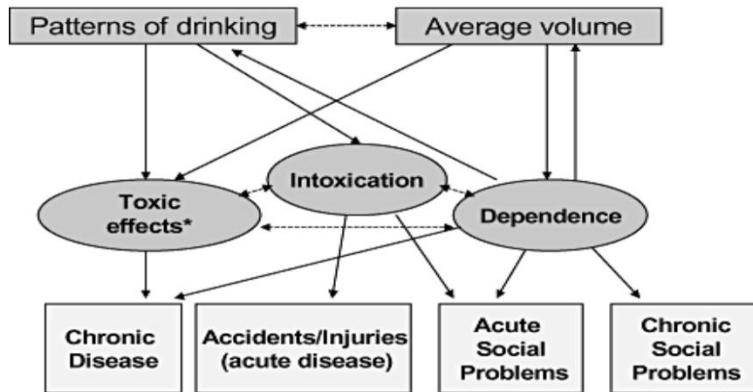 Patterns of drinking
Average volume
Intoxication
Toxic
effects*
Dependence
Chronic
Disease
Accidents/Injuries
(acute disease)
Acute
Social
Problems
Chronic
Social
Problems